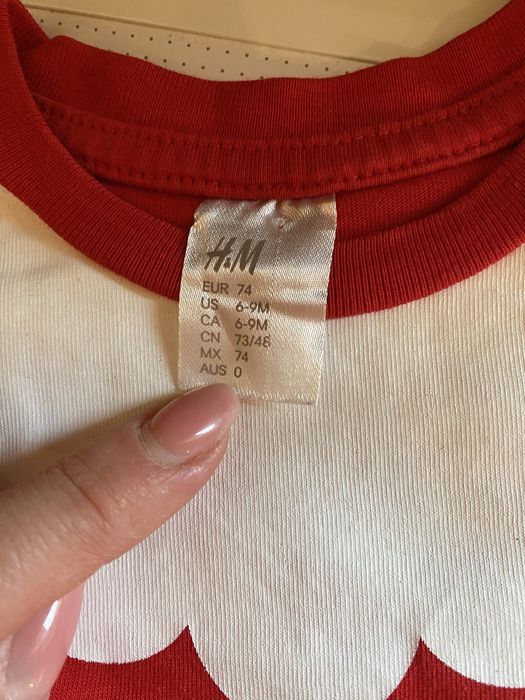 H&M
EUR 74
US 6-9M
CA 6-9M
CN 73/48
MX 74
AUS 0